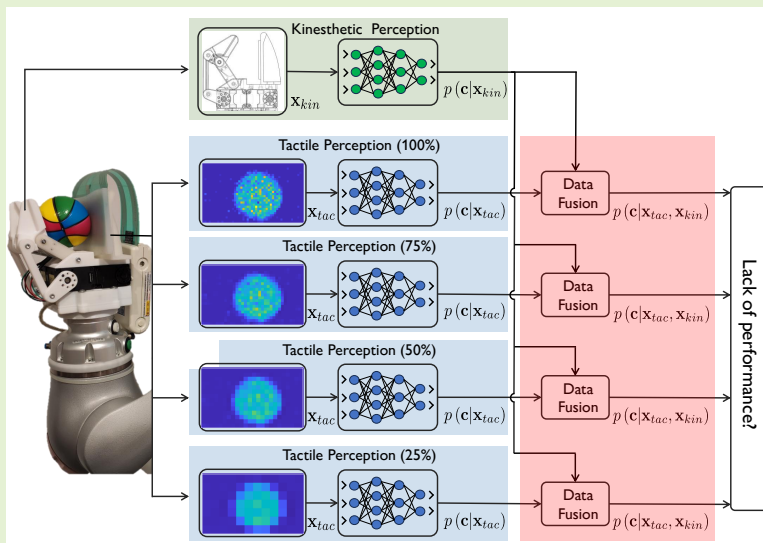 Kinesthetic Perception
x_kin
p (c|x_kin)
Tactile Perception (100%)
x_tac
p (c|x_tac)
Data
Fusion
p (c|x_tac, x_kin)
Tactile Perception (75%)
x_tac
p (c|x_tac)
Data
Fusion
p (c|x_tac, x_kin)
Tactile Perception (50%)
x_tac
p (c|x_tac)
Data
Fusion
p (c|x_tac, x_kin)
Tactile Perception (25%)
x_tac
p (c|x_tac)
Data
Fusion
p (c|x_tac, x_kin)
Lack of performance?